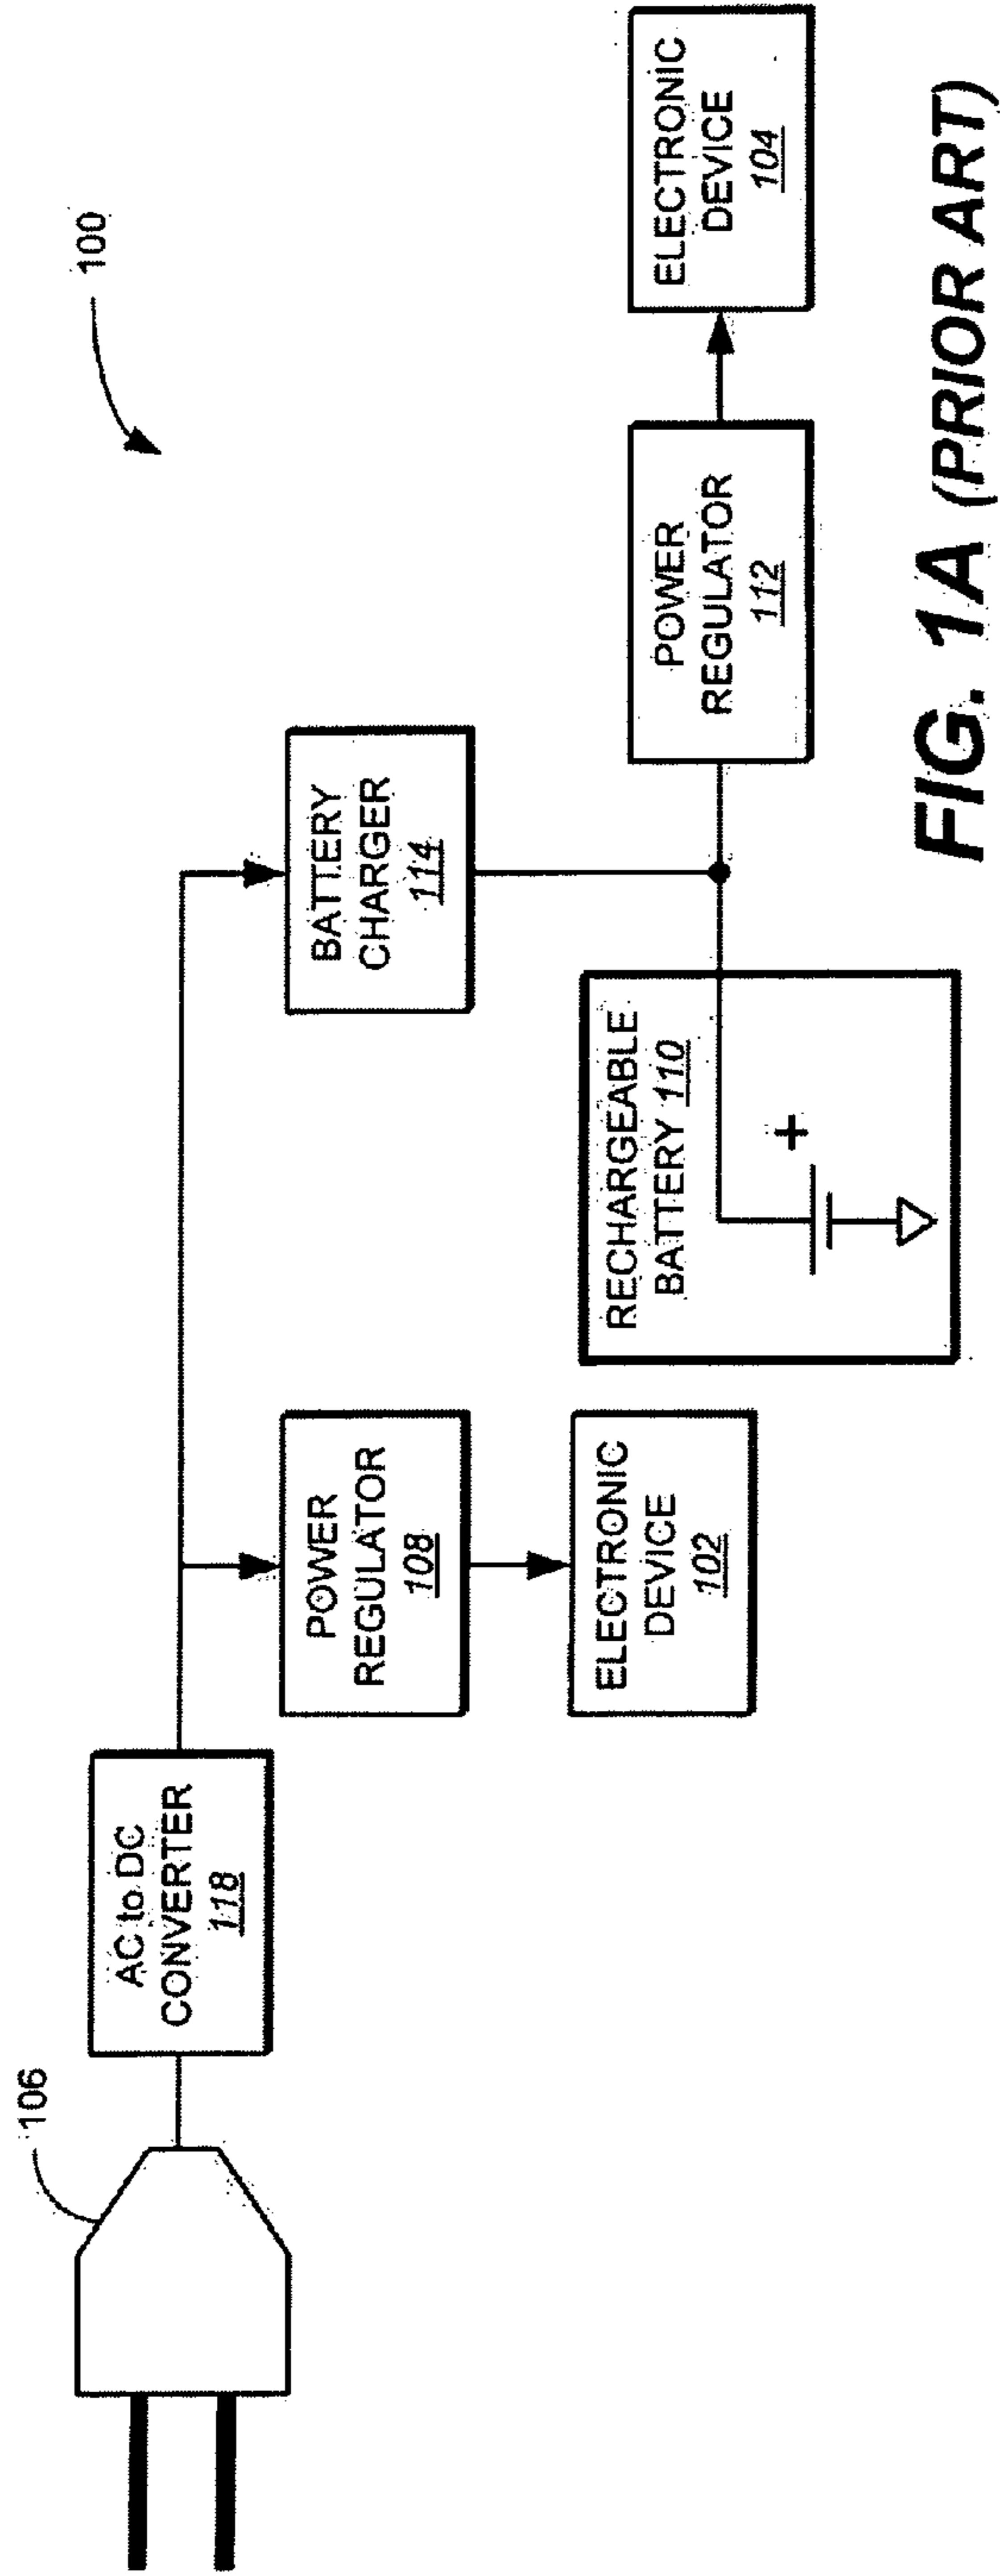 100
106
AC to DC
CONVERTER
118
POWER
REGULATOR
108
ELECTRONIC
DEVICE
102
BATTERY
CHARGER
114
RECHARGEABLE
BATTERY 110
+
POWER
REGULATOR
112
ELECTRONIC
DEVICE
104
FIG. 1A (PRIOR ART)